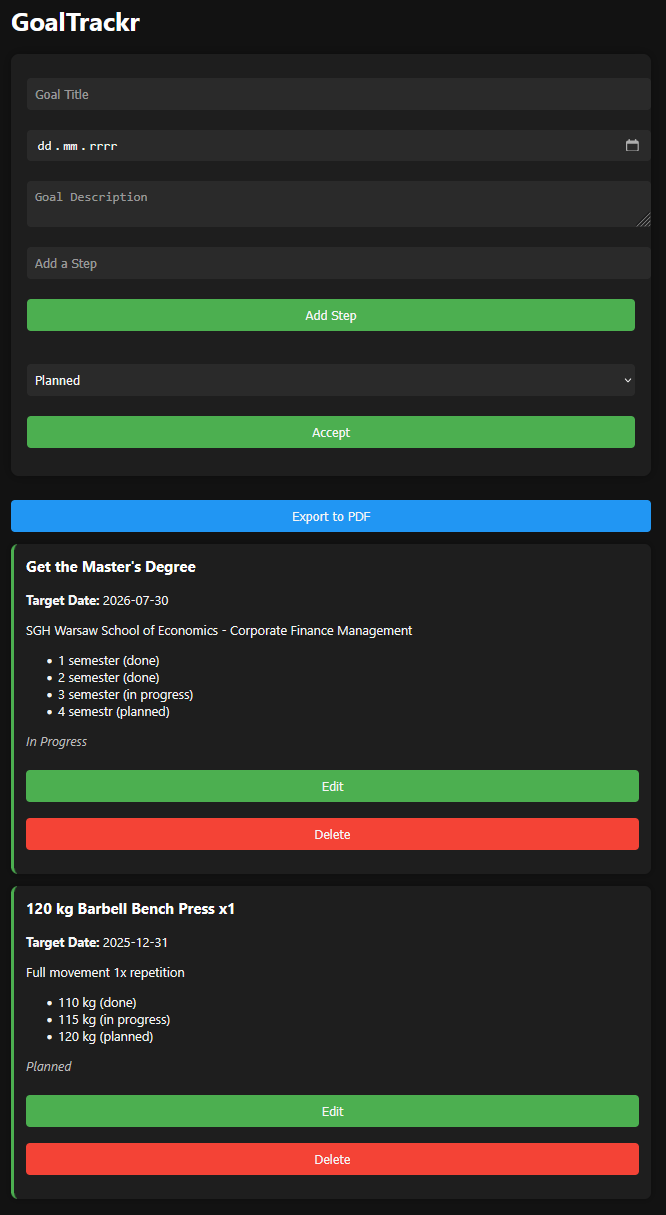 GoalTrackr
Goal Title
dd.mm.rrrr
Goal Description
Add a Step
Add Step
Planned
Accept
Export to PDF
Get the Master's Degree
Target Date: 2026-07-30
SGH Warsaw School of Economics - Corporate Finance Management
• 1 semester (done)
• 2 semester (done)
• 3 semester (in progress)
• 4 semestr (planned)
In Progress
Edit
Delete
120 kg Barbell Bench Press x1
Target Date: 2025-12-31
Full movement 1x repetition
• 110 kg (done)
• 115 kg (in progress)
• 120 kg (planned)
Planned
Edit
Delete